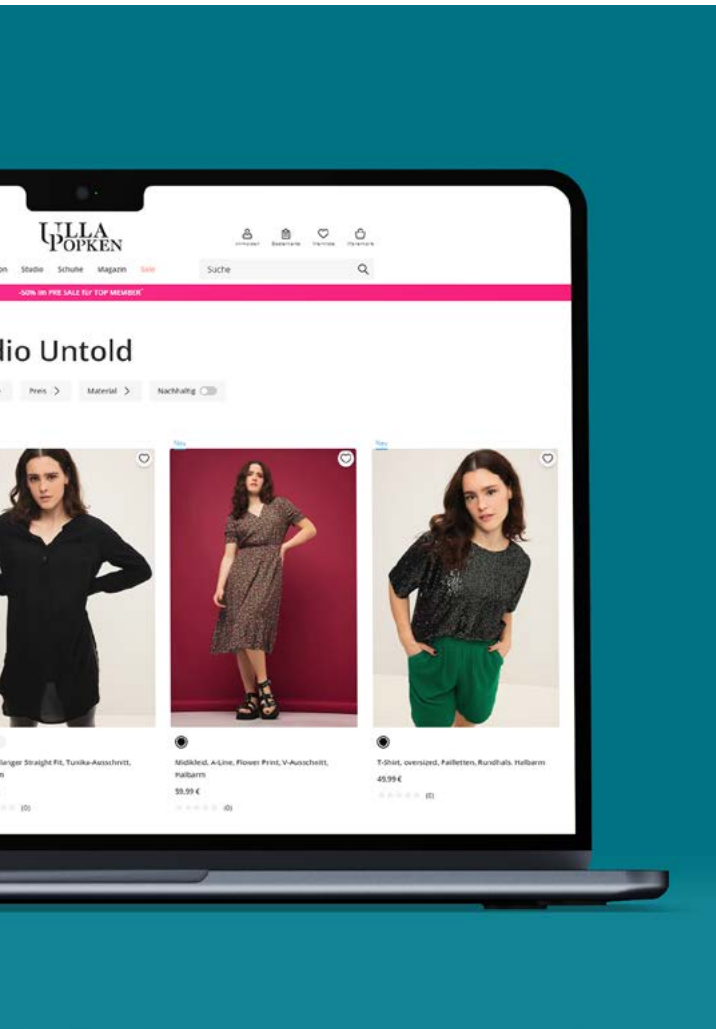 ULLA
POPKEN
Studio Schuhe Magazin Sale
Suche
-50% im PRE SALE für TOP MEMBER*
dio Untold
Preis
Material
Nachhaltig
Neu
Neu
langer Straight Fit, Tunika-Ausschnitt,
(0)
Midikleid, A-Line, Flower Print, V-Ausschnitt,
Halbarm
59,99 €
(0)
T-Shirt, oversized, Pailletten, Rundhals, Halbarm
49,99 €
(0)